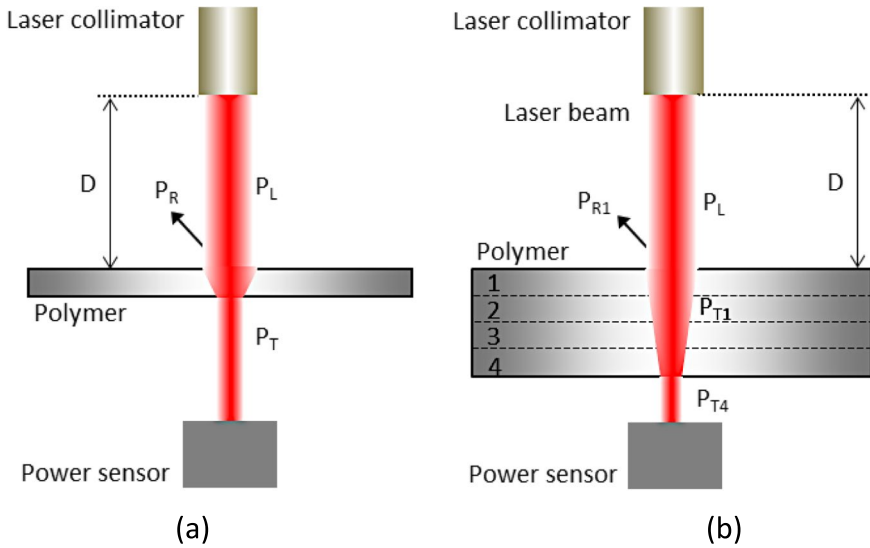 Laser collimator
D
P_R
P_L
Polymer
P_T
Power sensor
(a)
Laser collimator
Laser beam
D
P_R1
P_L
Polymer
1
2
P_T1
3
4
P_T4
Power sensor
(b)